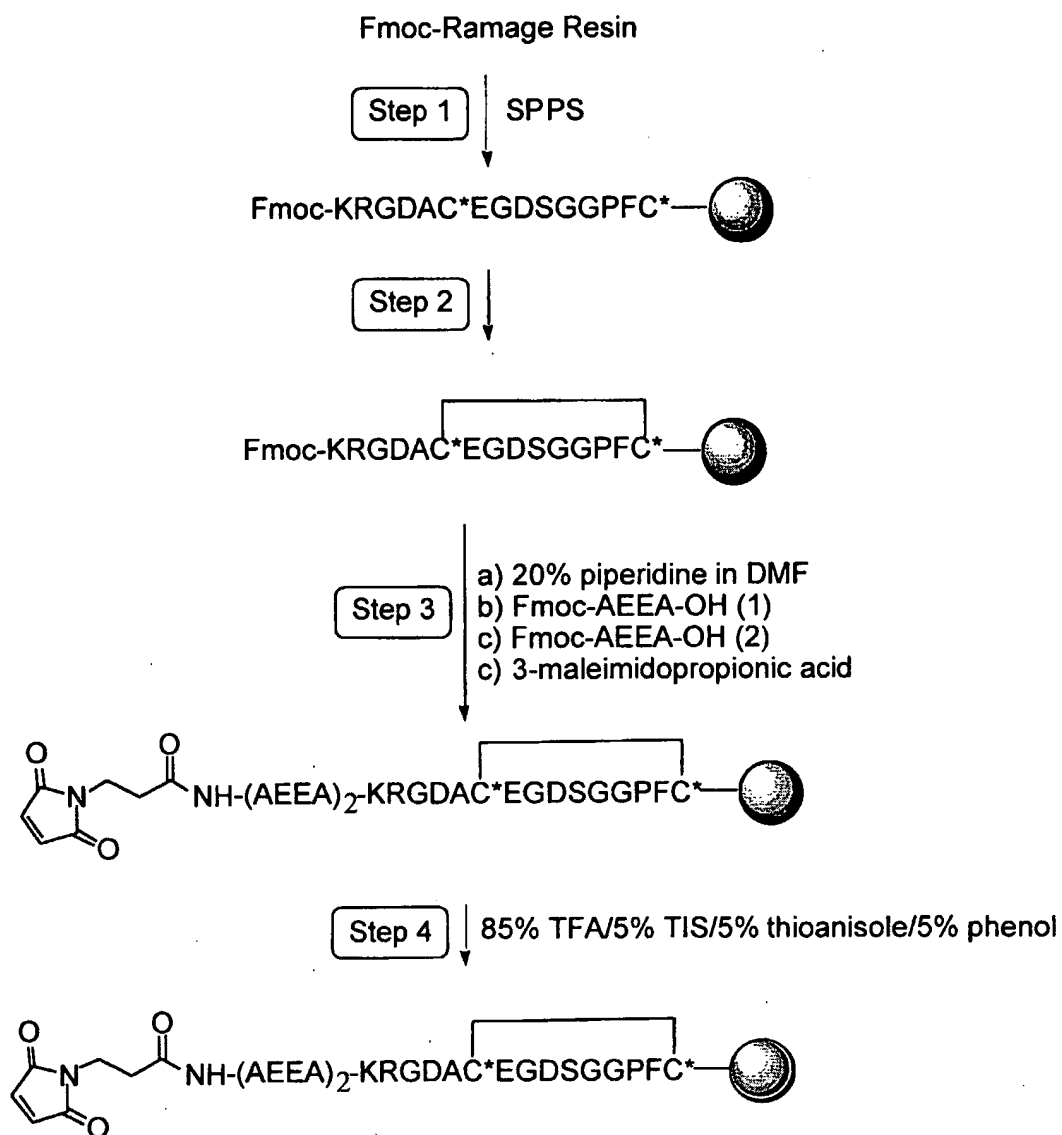 Fmoc-Ramage Resin
Step 1
SPPS
Fmoc-KRGDAC*EGDSGGPFC*
Step 2
Fmoc-KRGDAC*EGDSGGPFC*
Step 3
a) 20% piperidine in DMF
b) Fmoc-AEEA-OH (1)
c) Fmoc-AEEA-OH (2)
c) 3-maleimidopropionic acid
O
O
N
O
NH-(AEEA)2-KRGDAC*EGDSGGPFC*
Step 4
85% TFA/5% TIS/5% thioanisole/5% phenol
O
O
N
O
NH-(AEEA)2-KRGDAC*EGDSGGPFC*